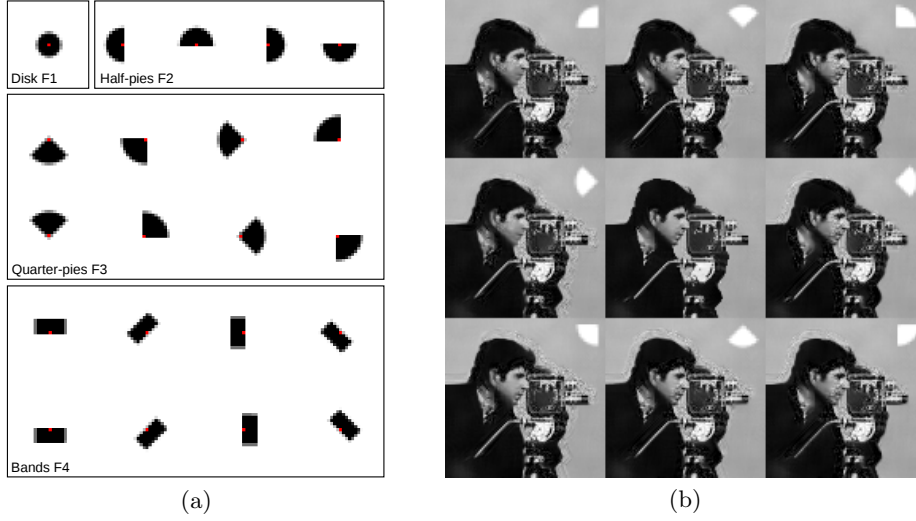 Disk F1
Half-pies F2
Quarter-pies F3
Bands F4
(a)
(b)